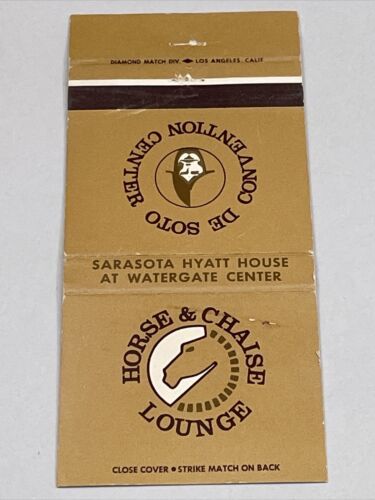 DIAMOND MATCH DIV. LOS ANGELES, CALIF.
DE SOTO CONVENTION CENTER
SARASOTA HYATT HOUSE
AT WATERGATE CENTER
HORSE & CHAISE
LOUNGE
CLOSE COVER • STRIKE MATCH ON BACK